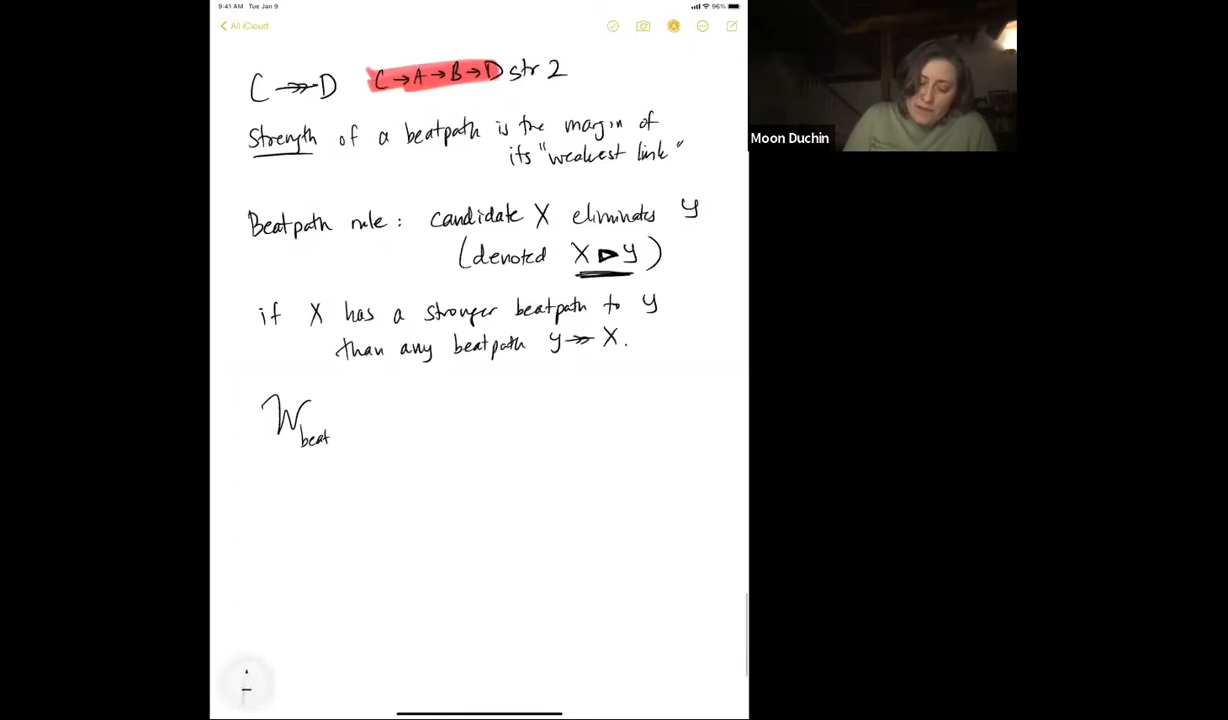 9:41 AM Tue Jan 9
96%
All iCloud
C ↠ D C → A → B → D str 2
Strength of a beatpath is the margin of
its "weakest link"
Beatpath rule: candidate X eliminates Y
(denoted X ▷ Y)
if X has a stronger beatpath to Y
than any beatpath Y ↠ X.
W beat
Moon Duchin